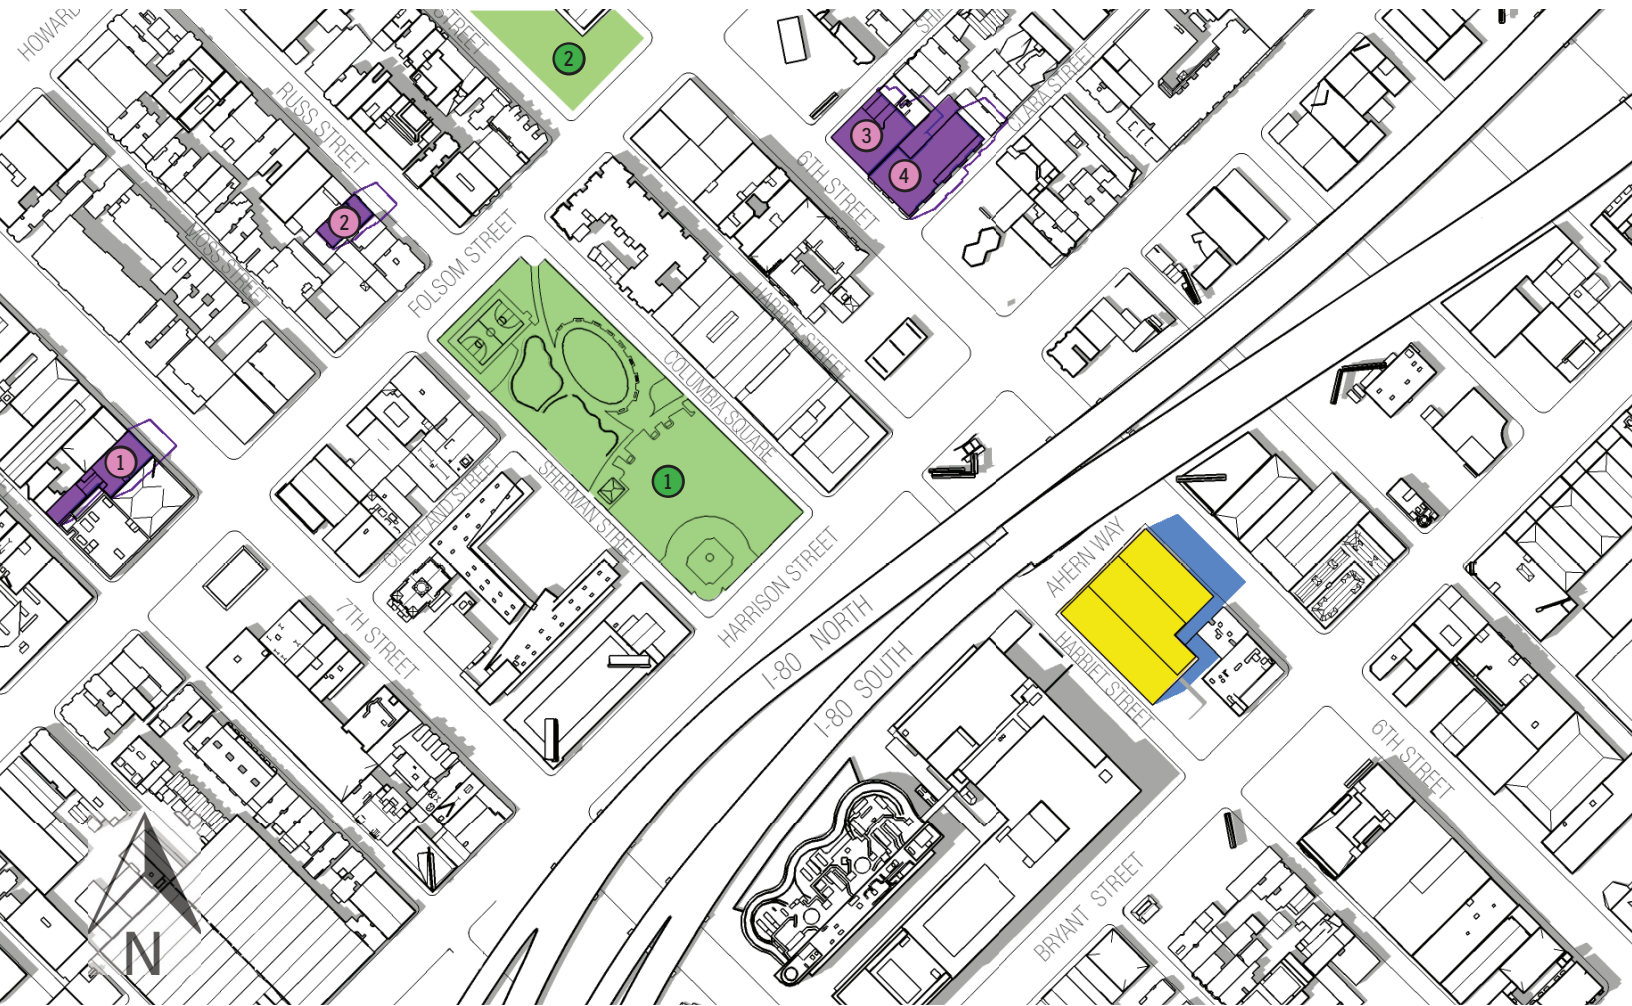 HOWARD
STREET
2
SHI
RUSS STREET
3
CLARA STREET
4
6TH STREET
2
MOSS STREET
FOLSOM STREET
HARRIET STREET
COLUMBIA SQUARE
1
CLEVELAND STREET
SHERMAN STREET
1
HARRISON STREET
AHERN WAY
7TH STREET
I-80 NORTH
I-80 SOUTH
HARRIET STREET
6TH STREET
BRYANT STREET
N